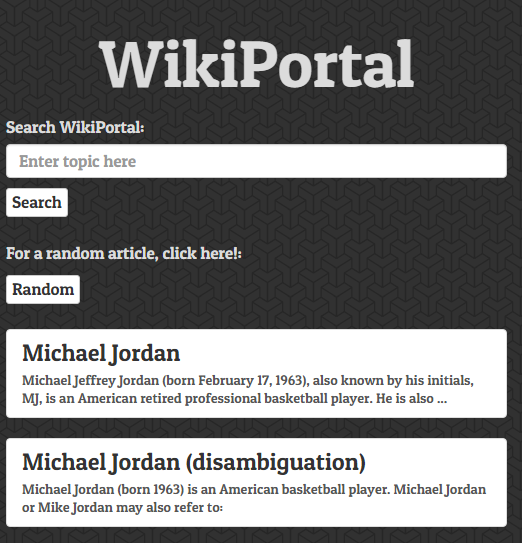 WikiPortal
Search WikiPortal:
Enter topic here
Search
For a random article, click here!:
Random
Michael Jordan
Michael Jeffrey Jordan (born February 17, 1963), also known by his initials,
MJ, is an American retired professional basketball player. He is also ...
Michael Jordan (disambiguation)
Michael Jordan (born 1963) is an American basketball player. Michael Jordan
or Mike Jordan may also refer to: